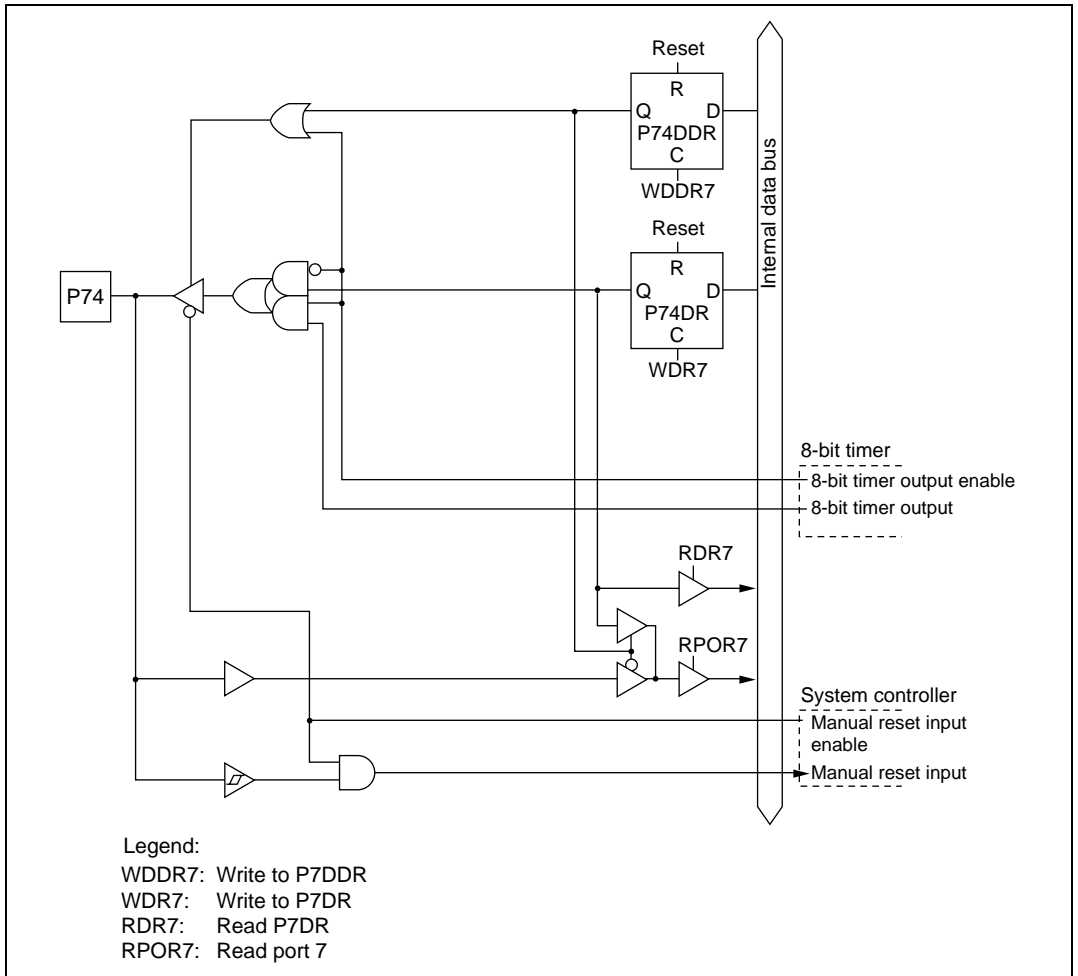 Reset
R
Q D
P74DDR
C
WDDR7
Internal data bus
Reset
R
Q D
P74DR
C
WDR7
P74
8-bit timer
8-bit timer output enable
8-bit timer output
RDR7
RPOR7
System controller
Manual reset input
enable
Manual reset input
Legend:
WDDR7: Write to P7DDR
WDR7: Write to P7DR
RDR7: Read P7DR
RPOR7: Read port 7